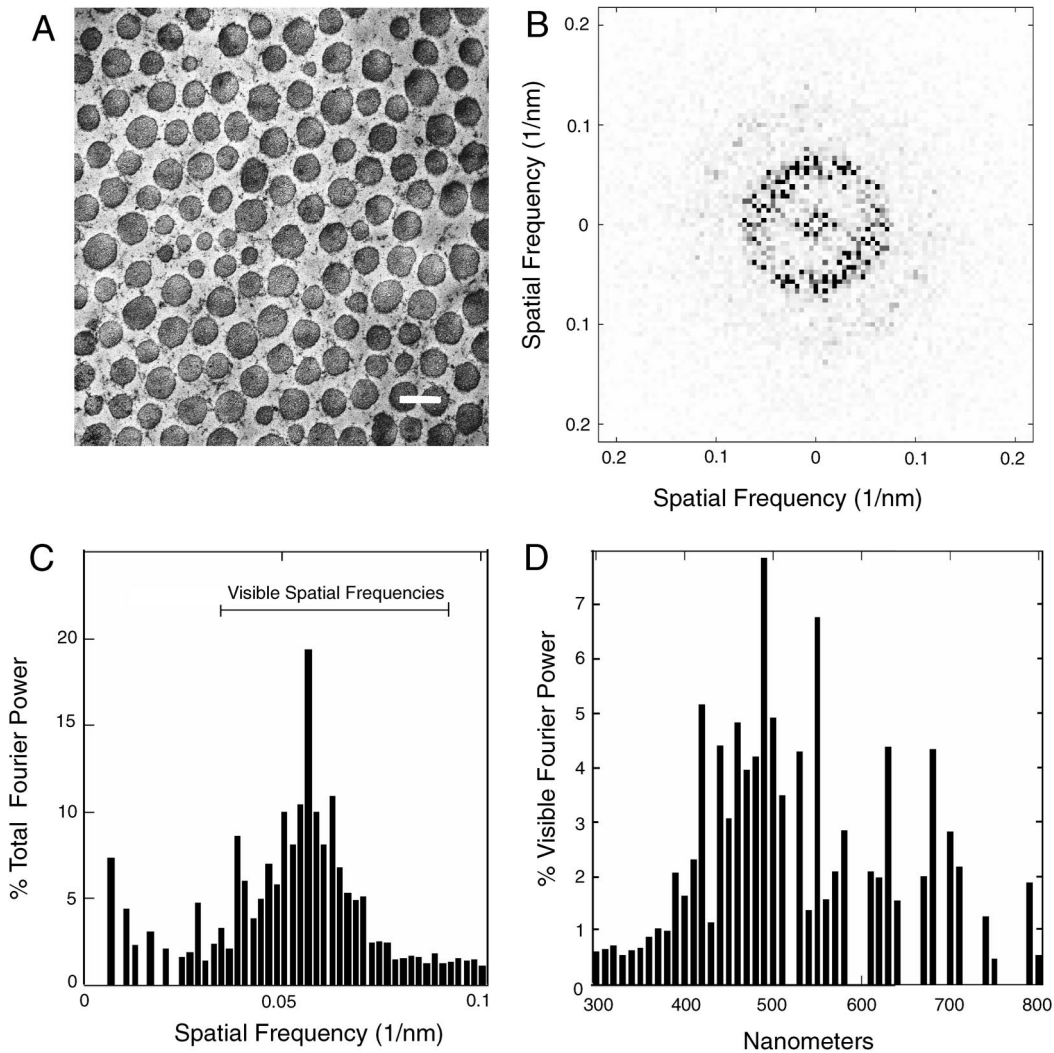 A
B
0.2
0.1
0
0.1
0.2
Spatial Frequency (1/nm)
0.2
0.1
0
0.1
0.2
Spatial Frequency (1/nm)
C
Visible Spatial Frequencies
20
15
10
5
0
% Total Fourier Power
0
0.05
0.1
Spatial Frequency (1/nm)
D
7
6
5
4
3
2
1
0
% Visible Fourier Power
300
400
500
600
700
800
Nanometers